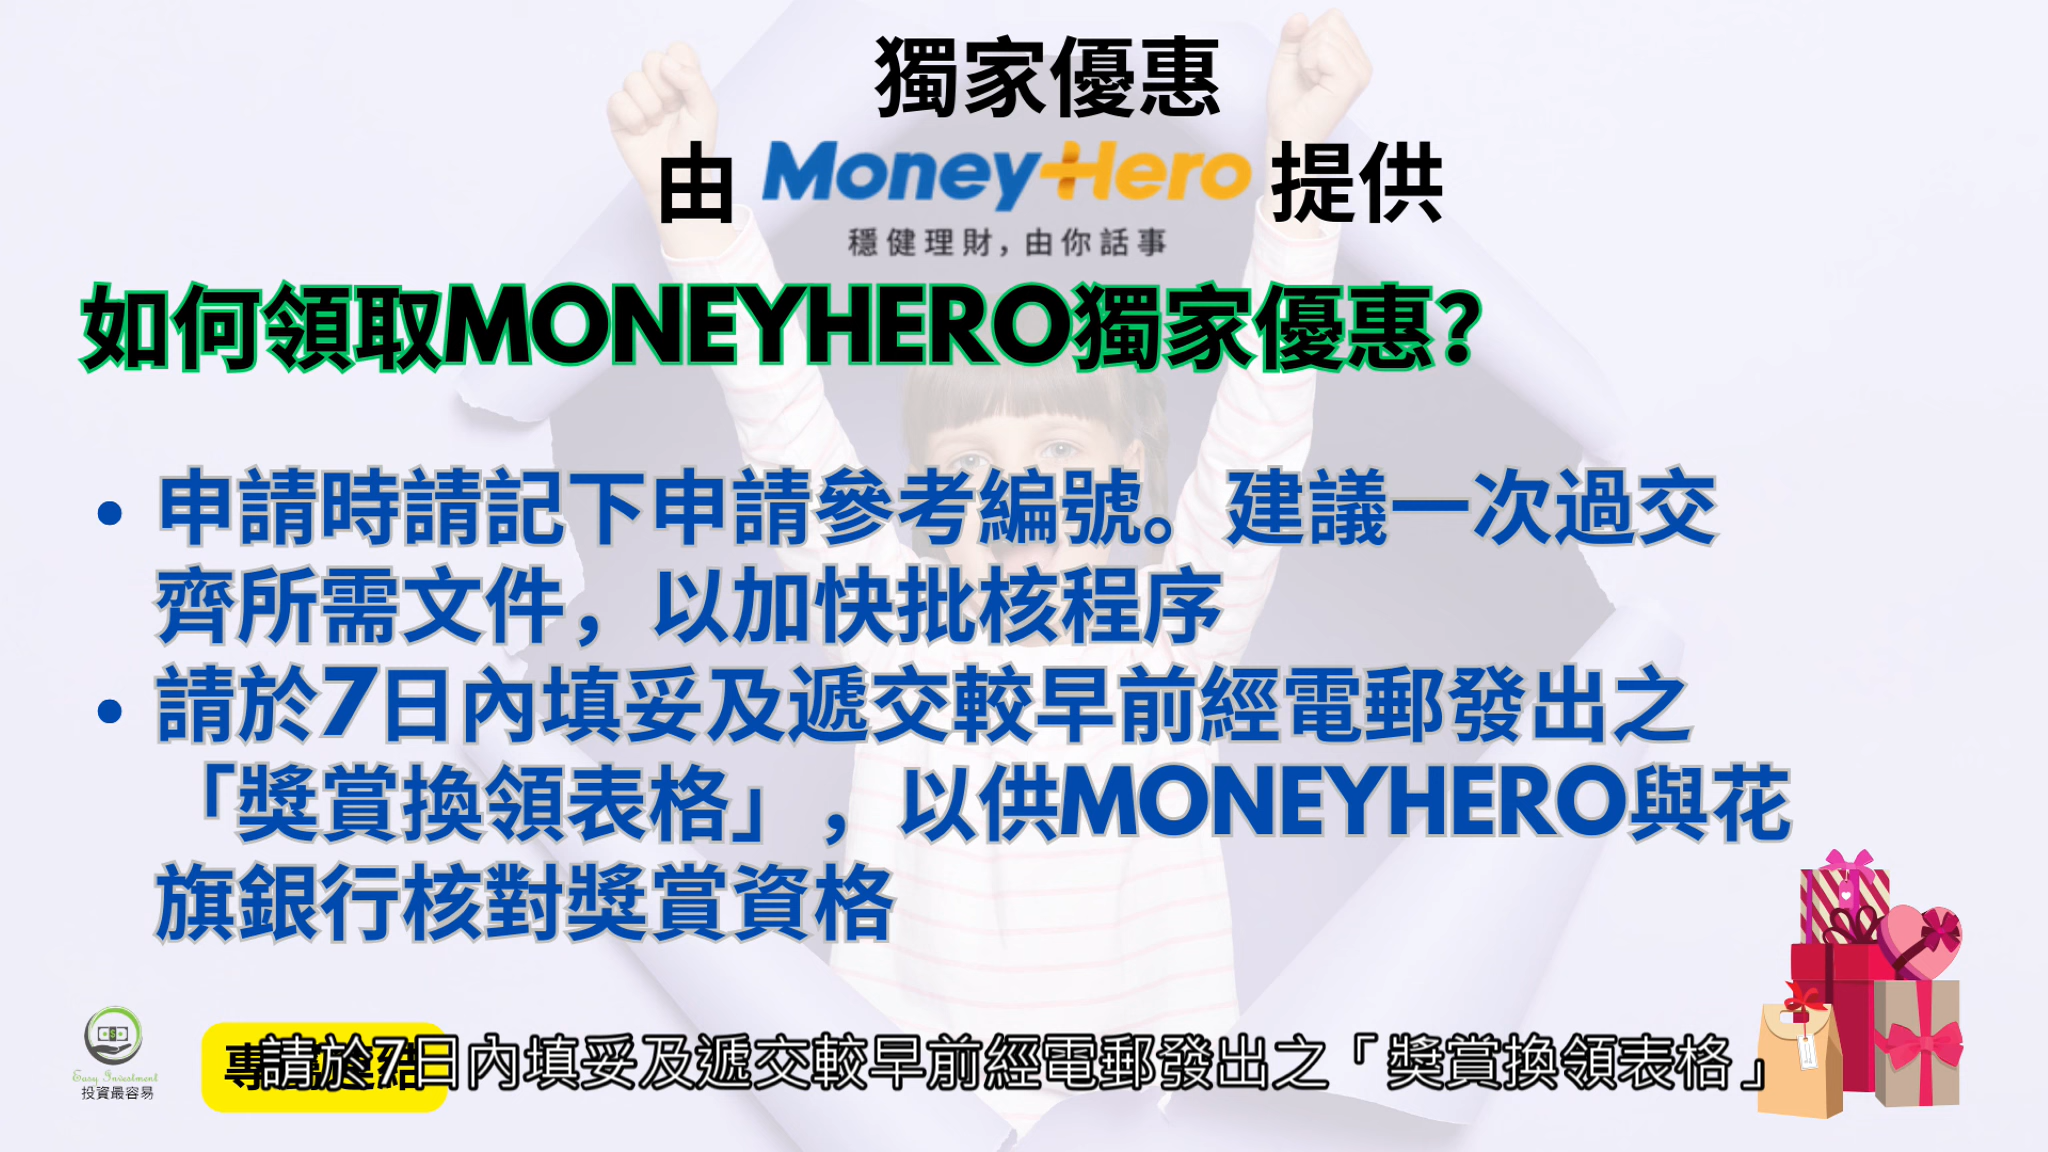 獨家優惠
由 MoneyHero 提供
穩健理財，由你話事
如何領取MONEYHERO獨家優惠？
• 申請時請記下申請參考編號。建議一次過交
齊所需文件，以加快批核程序
• 請於7日內填妥及遞交較早前經電郵發出之
「獎賞換領表格」，以供MONEYHERO與花
旗銀行核對獎賞資格
請於7日內填妥及遞交較早前經電郵發出之「獎賞換領表格」
Easy Investment
投資最容易